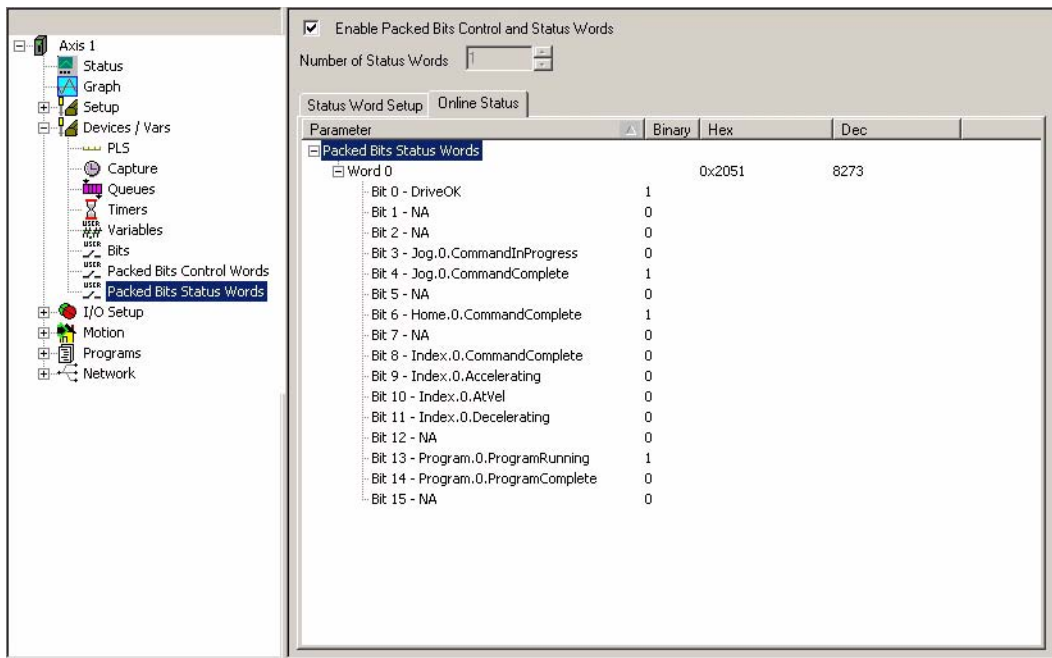 Axis 1
Status
Graph
Setup
Devices / Vars
PLS
Capture
Queues
Timers
USER
#,# Variables
USER
Bits
USER
Packed Bits Control Words
USER
Packed Bits Status Words
I/O Setup
Motion
Programs
Network
Enable Packed Bits Control and Status Words
Number of Status Words 1
Status Word Setup Online Status
Parameter Binary Hex Dec
Packed Bits Status Words
Word 0 0x2051 8273
Bit 0 - DriveOK 1
Bit 1 - NA 0
Bit 2 - NA 0
Bit 3 - Jog.0.CommandInProgress 0
Bit 4 - Jog.0.CommandComplete 1
Bit 5 - NA 0
Bit 6 - Home.0.CommandComplete 1
Bit 7 - NA 0
Bit 8 - Index.0.CommandComplete 0
Bit 9 - Index.0.Accelerating 0
Bit 10 - Index.0.AtVel 0
Bit 11 - Index.0.Decelerating 0
Bit 12 - NA 0
Bit 13 - Program.0.ProgramRunning 1
Bit 14 - Program.0.ProgramComplete 0
Bit 15 - NA 0